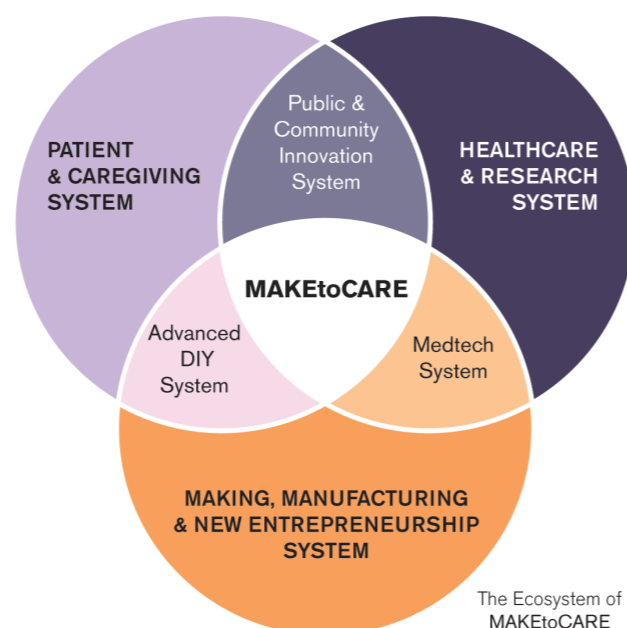 Public &
Community
Innovation
System
PATIENT
& CAREGIVING
SYSTEM
HEALTHCARE
& RESEARCH
SYSTEM
MAKEtoCARE
Advanced
DIY
System
Medtech
System
MAKING, MANUFACTURING
& NEW ENTREPRENEURSHIP
SYSTEM
The Ecosystem of
MAKEtoCARE